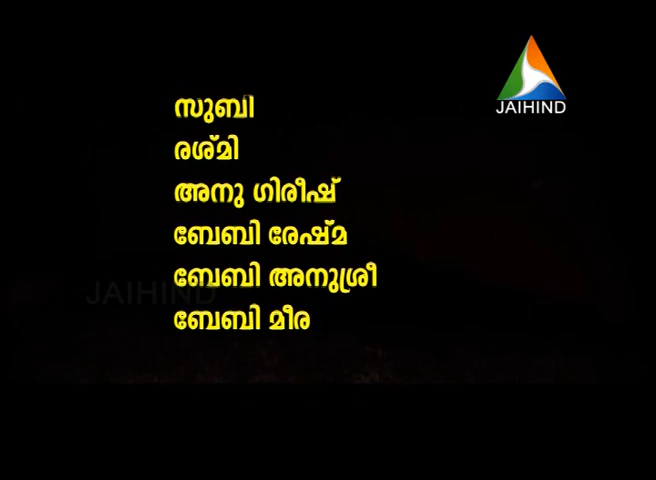 JAIHIND
സുബി
രശ്മി
അനു ഗിരീഷ്
ബേബി രേഷ്മ
ബേബി അനുശ്രീ
JAIHIND
ബേബി മീര